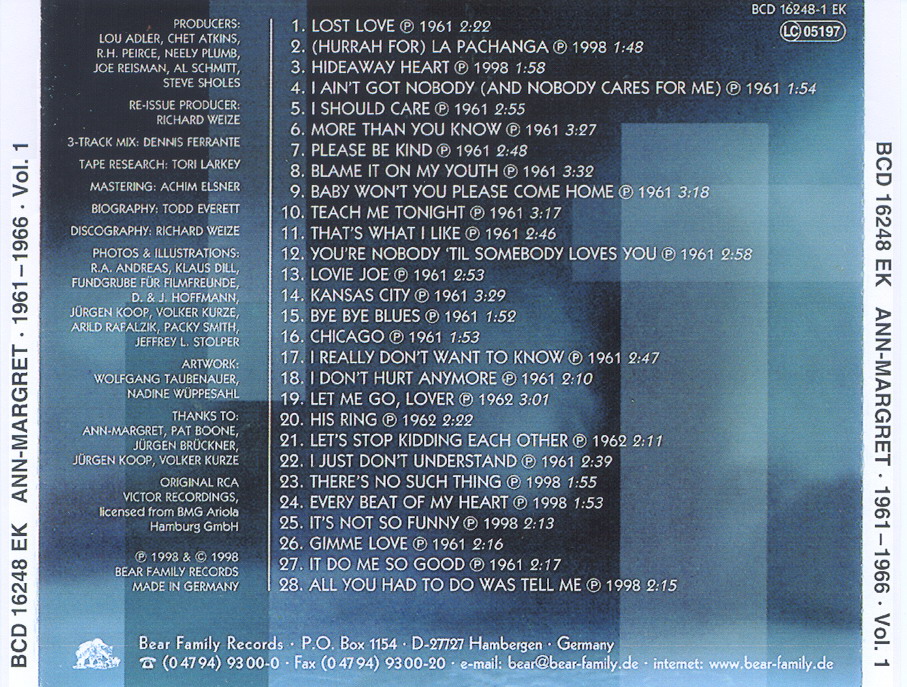 BCD 16248-1 EK
LC 05197
PRODUCERS:
LOU ADLER, CHET ATKINS,
R.H. PEIRCE, NEELY PLUMB,
JOE REISMAN, AL SCHMITT,
STEVE SHOLES
RE-ISSUE PRODUCER:
RICHARD WEIZE
3-TRACK MIX: DENNIS FERRANTE
TAPE RESEARCH: TORI LARKEY
MASTERING: ACHIM ELSNER
BIOGRAPHY: TODD EVERETT
DISCOGRAPHY: RICHARD WEIZE
PHOTOS & ILLUSTRATIONS:
R.A. ANDREAS, KLAUS DILL,
FUNDGRUBE FÜR FILMFREUNDE,
D. & J. HOFFMANN,
JÜRGEN KOOP, VOLKER KURZE,
ARILD RAFALZIK, PACKY SMITH,
JEFFREY L. STOLPER
ARTWORK:
WOLFGANG TAUBENAUER,
NADINE WÜPPESAHL
THANKS TO:
ANN-MARGRET, PAT BOONE,
JÜRGEN BRÜCKNER,
JÜRGEN KOOP, VOLKER KURZE
ORIGINAL RCA
VICTOR RECORDINGS,
licensed from BMG Ariola
Hamburg GmbH
℗ 1998 & © 1998
BEAR FAMILY RECORDS
MADE IN GERMANY
1. LOST LOVE ℗ 1961 2:22
2. (HURRAH FOR) LA PACHANGA ℗ 1998 1:48
3. HIDEAWAY HEART ℗ 1998 1:58
4. I AIN'T GOT NOBODY (AND NOBODY CARES FOR ME) ℗ 1961 1:54
5. I SHOULD CARE ℗ 1961 2:55
6. MORE THAN YOU KNOW ℗ 1961 3:27
7. PLEASE BE KIND ℗ 1961 2:48
8. BLAME IT ON MY YOUTH ℗ 1961 3:32
9. BABY WON'T YOU PLEASE COME HOME ℗ 1961 3:18
10. TEACH ME TONIGHT ℗ 1961 3:17
11. THAT'S WHAT I LIKE ℗ 1961 2:46
12. YOU'RE NOBODY 'TIL SOMEBODY LOVES YOU ℗ 1961 2:58
13. LOVIE JOE ℗ 1961 2:53
14. KANSAS CITY ℗ 1961 3:29
15. BYE BYE BLUES ℗ 1961 1:52
16. CHICAGO ℗ 1961 1:53
17. I REALLY DON'T WANT TO KNOW ℗ 1961 2:47
18. I DON'T HURT ANYMORE ℗ 1961 2:10
19. LET ME GO, LOVER ℗ 1962 3:01
20. HIS RING ℗ 1962 2:22
21. LET'S STOP KIDDING EACH OTHER ℗ 1962 2:11
22. I JUST DON'T UNDERSTAND ℗ 1961 2:39
23. THERE'S NO SUCH THING ℗ 1998 1:55
24. EVERY BEAT OF MY HEART ℗ 1998 1:53
25. IT'S NOT SO FUNNY ℗ 1998 2:13
26. GIMME LOVE ℗ 1961 2:16
27. IT DO ME SO GOOD ℗ 1961 2:17
28. ALL YOU HAD TO DO WAS TELL ME ℗ 1998 2:15
Bear Family Records · P.O. Box 1154 · D-27727 Hambergen · Germany
☎ (0 47 94) 93 00-0 · Fax (0 47 94) 93 00-20 · e-mail: bear@bear-family.de · internet: www.bear-family.de
BCD 16248 EK ANN-MARGRET · 1961–1966 · Vol. 1
BCD 16248 EK ANN-MARGRET · 1961–1966 · Vol. 1